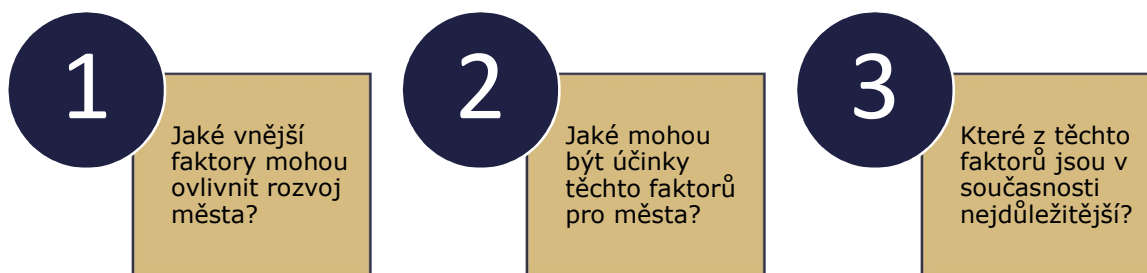 1
Jaké vnější
faktory mohou
ovlivnit rozvoj
města?
2
Jaké mohou
být účinky
těchto faktorů
pro města?
3
Které z těchto
faktorů jsou v
současnosti
nejdůležitější?